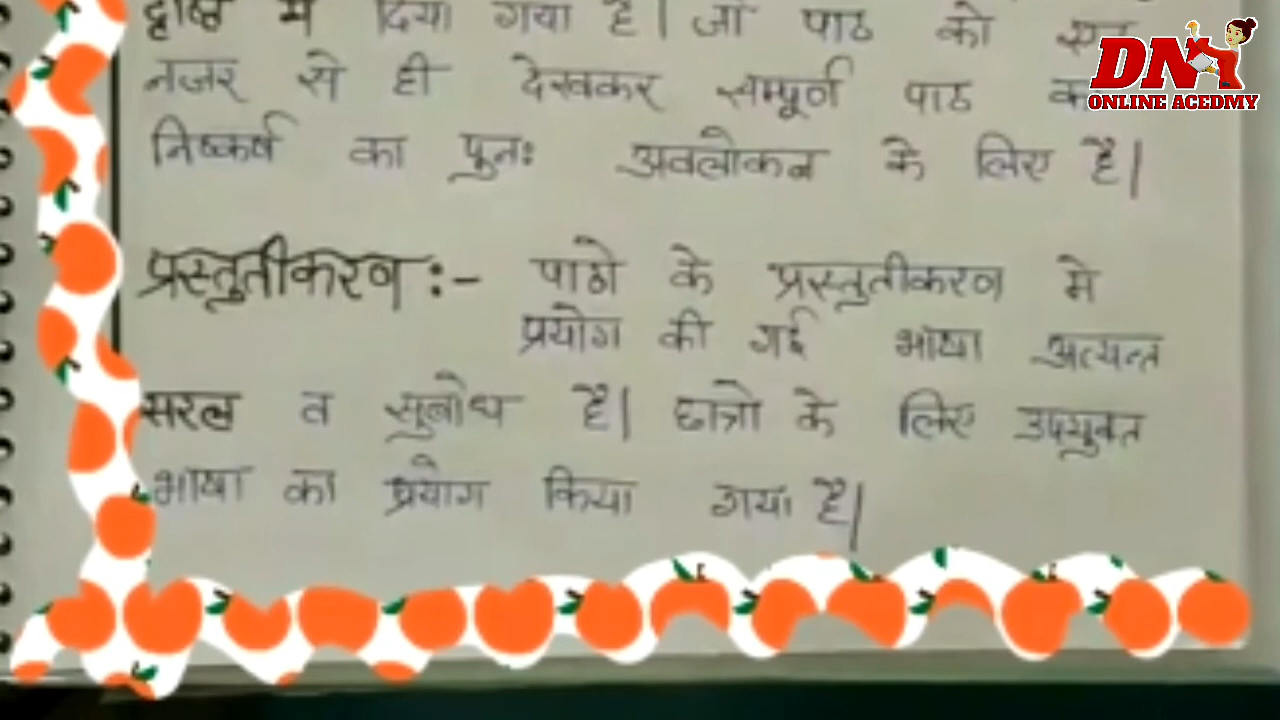 में दिया गया है। जो पाठ को
नजर से ही देखकर सम्पूर्ण पाठ
निष्कर्ष का पुनः अवलोकन के लिए है।
प्रस्तुतीकरण :- पाठो के प्रस्तुतीकरण मे
प्रयोग की गई भाषा अत्यन्त
सरल व सुबोध है। छात्रो के लिए उपयुक्त
भाषा का प्रयोग किया गया है।
DN
ONLINE ACEDMY